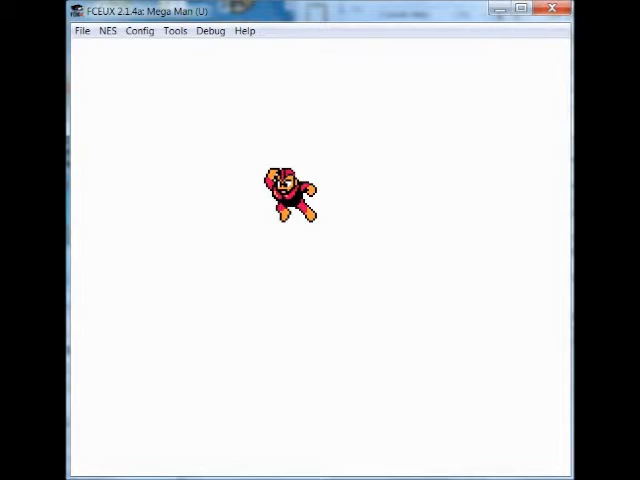 FCEUX 2.1.4a: Mega Man (U)
File NES Config Tools Debug Help